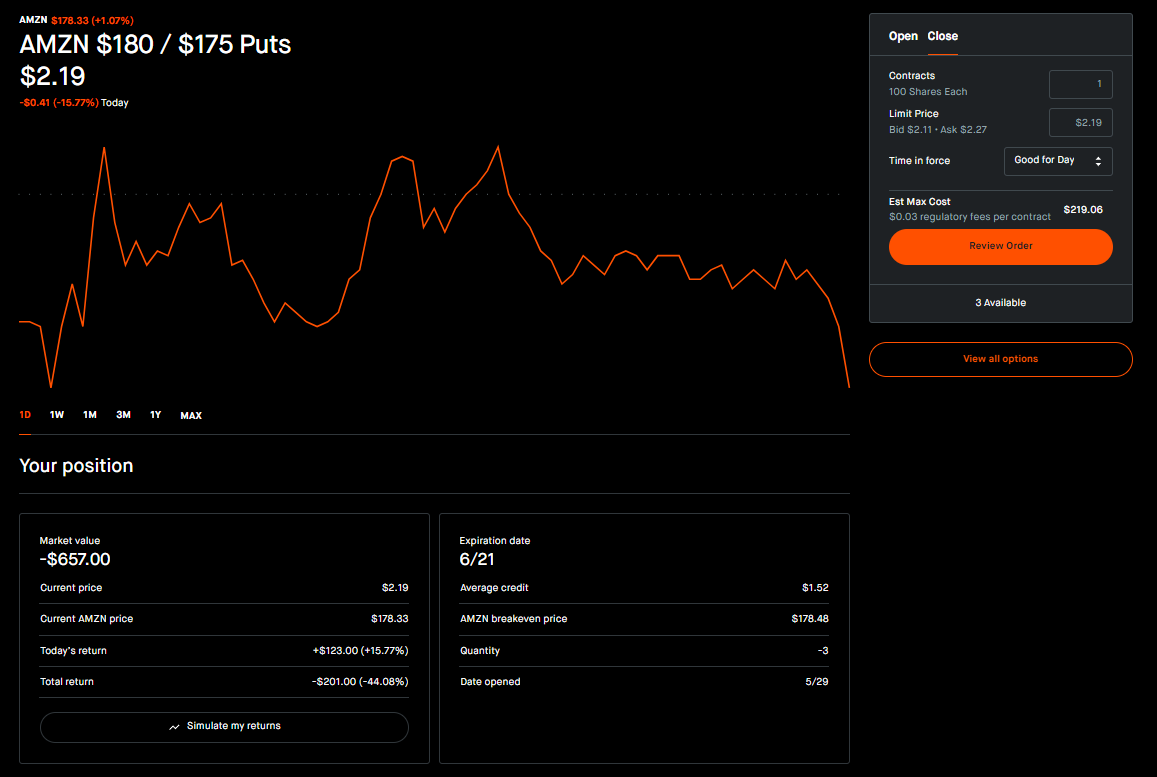 AMZN $178.33 (+1.07%)
AMZN $180 / $175 Puts
$2.19
-$0.41 (-15.77%) Today
1D 1W 1M 3M 1Y MAX
Your position
Market value
-$657.00
Current price $2.19
Current AMZN price $178.33
Today's return +$123.00 (+15.77%)
Total return -$201.00 (-44.08%)
Simulate my returns
Expiration date
6/21
Average credit $1.52
AMZN breakeven price $178.48
Quantity -3
Date opened 5/29
Open Close
Contracts
100 Shares Each
1
Limit Price
Bid $2.11 • Ask $2.27
$2.19
Time in force Good for Day
Est Max Cost
$0.03 regulatory fees per contract
$219.06
Review Order
3 Available
View all options